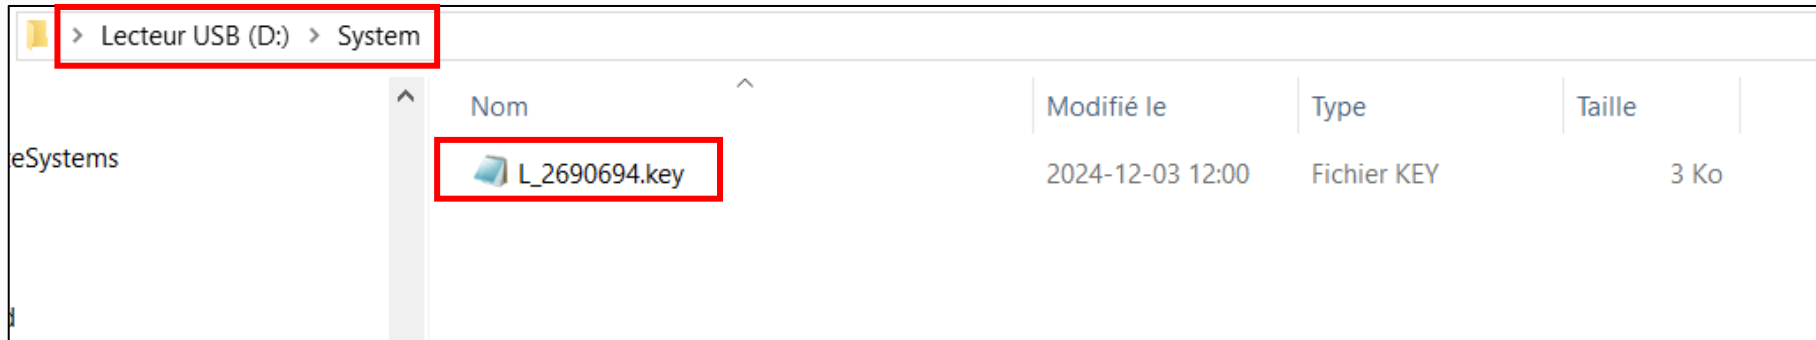 Lecteur USB (D:) > System
Nom Modifié le Type Taille
eSystems
L_2690694.key 2024-12-03 12:00 Fichier KEY 3 Ko